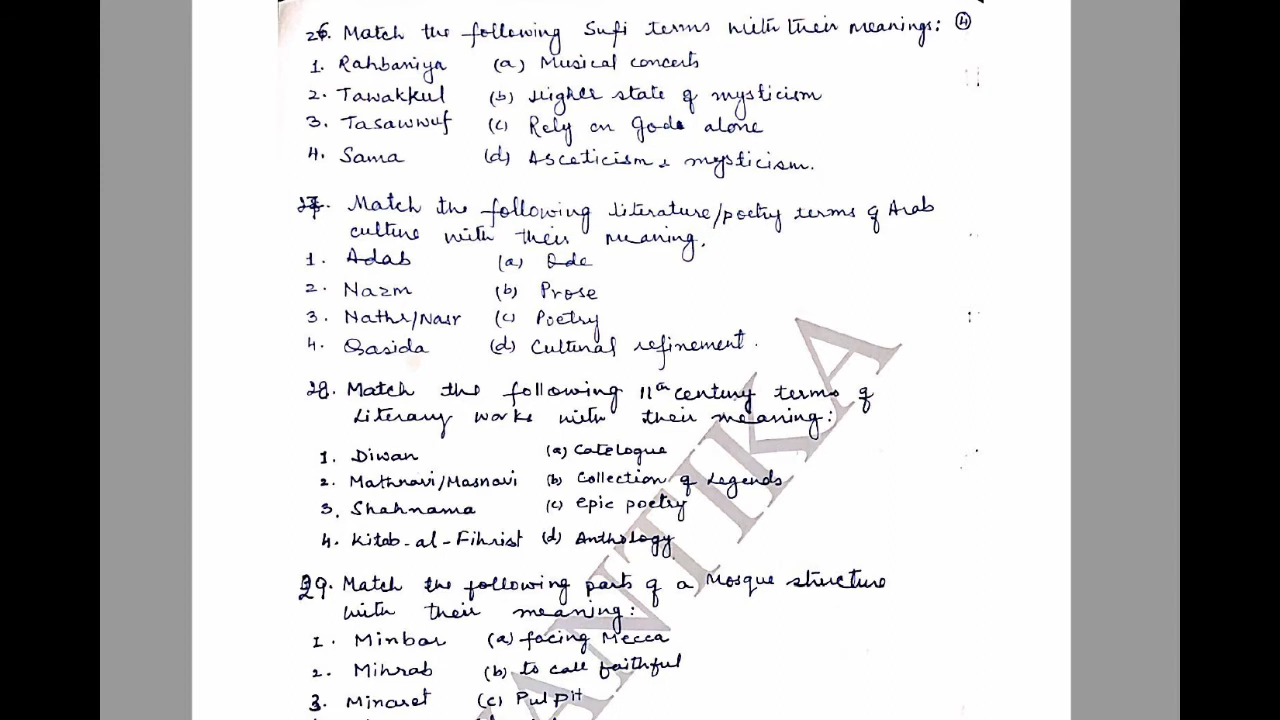 26. Match the following Sufi terms with their meanings: 4
1. Rahbaniya (a) Musical concerts
2. Tawakkul (b) Higher state of mysticism
3. Tasawwuf (c) Rely on god alone
4. Sama (d) Asceticism & mysticism.
27. Match the following literature/poetry terms of Arab
culture with their meaning.
1. Adab (a) Ode
2. Nazm (b) Prose
3. Nathr/Nasr (c) Poetry
4. Qasida (d) Cultural refinement.
28. Match the following 11th century terms of
Literary works with their meaning:
1. Diwan (a) Catelogue
2. Mathnavi/Masnavi (b) Collection of Legends
3. Shahnama (c) epic poetry
4. Kitab-al-Fihrist (d) Anthology
29. Match the following parts of a Mosque structure
with their meaning:
1. Minbar (a) facing Mecca
2. Mihrab (b) to call faithful
3. Minaret (c) Pulpit
ANTIKA